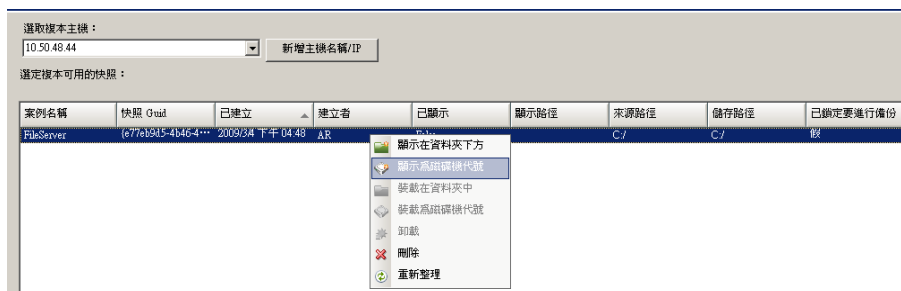 選取複本主機：
10.50.48.44
新增主機名稱/IP
選定複本可用的快照：
案例名稱 快照 Guid 已建立 建立者 已顯示 顯示路徑 來源路徑 儲存路徑 已鎖定要進行備份
FileServer {e77eb9d5-4b46-4… 2009/3/4 下午 04:48 AR C:/ C:/ 假
顯示在資料夾下方
顯示為磁碟機代號
裝載在資料夾中
裝載為磁碟機代號
卸載
刪除
重新整理